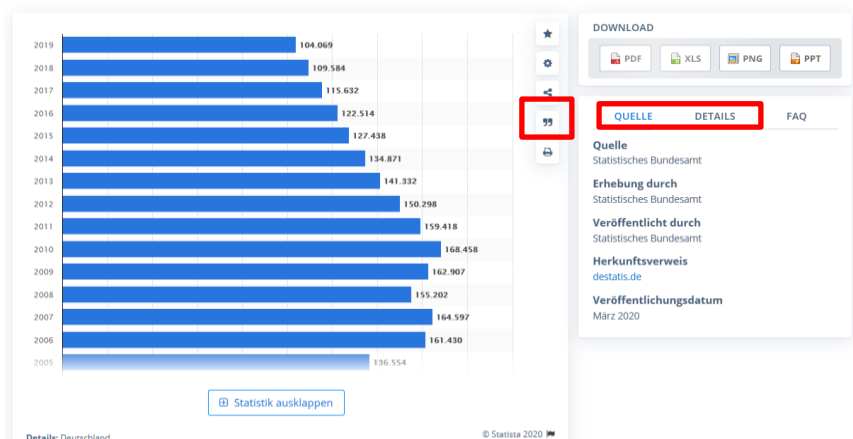 2019 104.069
2018 109.584
2017 115.632
2016 122.514
2015 127.438
2014 134.871
2013 141.332
2012 150.298
2011 159.418
2010 168.458
2009 162.907
2008 155.202
2007 164.597
2006 161.430
2005 136.554
Statistik ausklappen
Details: Deutschland
© Statista 2020
DOWNLOAD
PDF XLS PNG PPT
QUELLE DETAILS FAQ
Quelle
Statistisches Bundesamt
Erhebung durch
Statistisches Bundesamt
Veröffentlicht durch
Statistisches Bundesamt
Herkunftsverweis
destatis.de
Veröffentlichungsdatum
März 2020